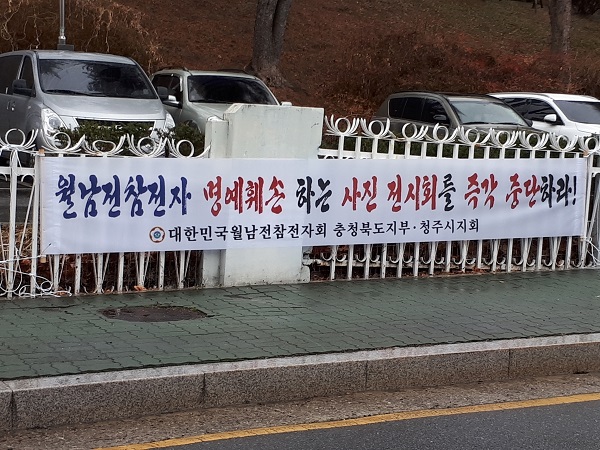 월남전참전자 명예훼손 하는 사진 전시회를 즉각 중단하라!
대한민국월남전참전자회 충청북도지부·청주시지회